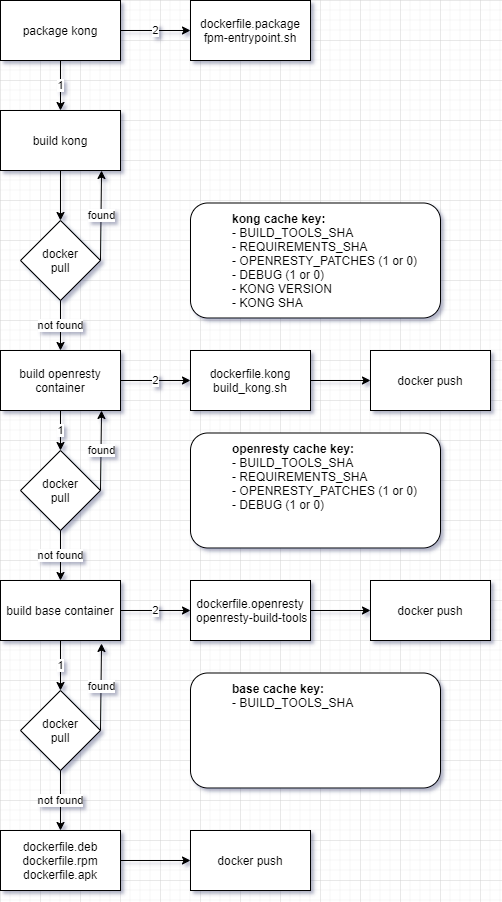 package kong
2
dockerfile.package
fpm-entrypoint.sh
1
build kong
found
docker
pull
kong cache key:
- BUILD_TOOLS_SHA
- REQUIREMENTS_SHA
- OPENRESTY_PATCHES (1 or 0)
- DEBUG (1 or 0)
- KONG VERSION
- KONG SHA
not found
build openresty
container
2
dockerfile.kong
build_kong.sh
docker push
1
found
docker
pull
openresty cache key:
- BUILD_TOOLS_SHA
- REQUIREMENTS_SHA
- OPENRESTY_PATCHES (1 or 0)
- DEBUG (1 or 0)
not found
build base container
2
dockerfile.openresty
openresty-build-tools
docker push
1
found
docker
pull
base cache key:
- BUILD_TOOLS_SHA
not found
dockerfile.deb
dockerfile.rpm
dockerfile.apk
docker push